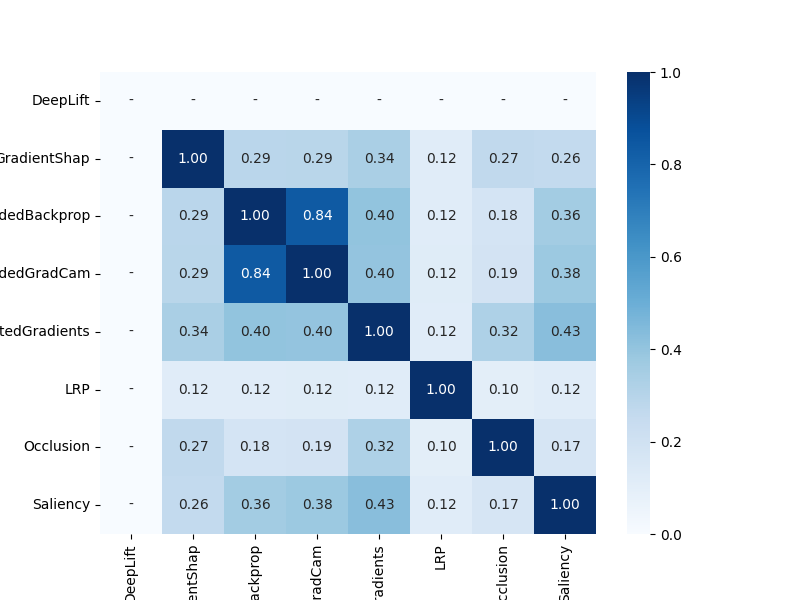 DeepLift - - - - - - - -
GradientShap - 1.00 0.29 0.29 0.34 0.12 0.27 0.26
dedBackprop - 0.29 1.00 0.84 0.40 0.12 0.18 0.36
dedGradCam - 0.29 0.84 1.00 0.40 0.12 0.19 0.38
tedGradients - 0.34 0.40 0.40 1.00 0.12 0.32 0.43
LRP - 0.12 0.12 0.12 0.12 1.00 0.10 0.12
Occlusion - 0.27 0.18 0.19 0.32 0.10 1.00 0.17
Saliency - 0.26 0.36 0.38 0.43 0.12 0.17 1.00
DeepLift
entShap
ackprop
radCam
radients
LRP
cclusion
Saliency
1.0
0.8
0.6
0.4
0.2
0.0